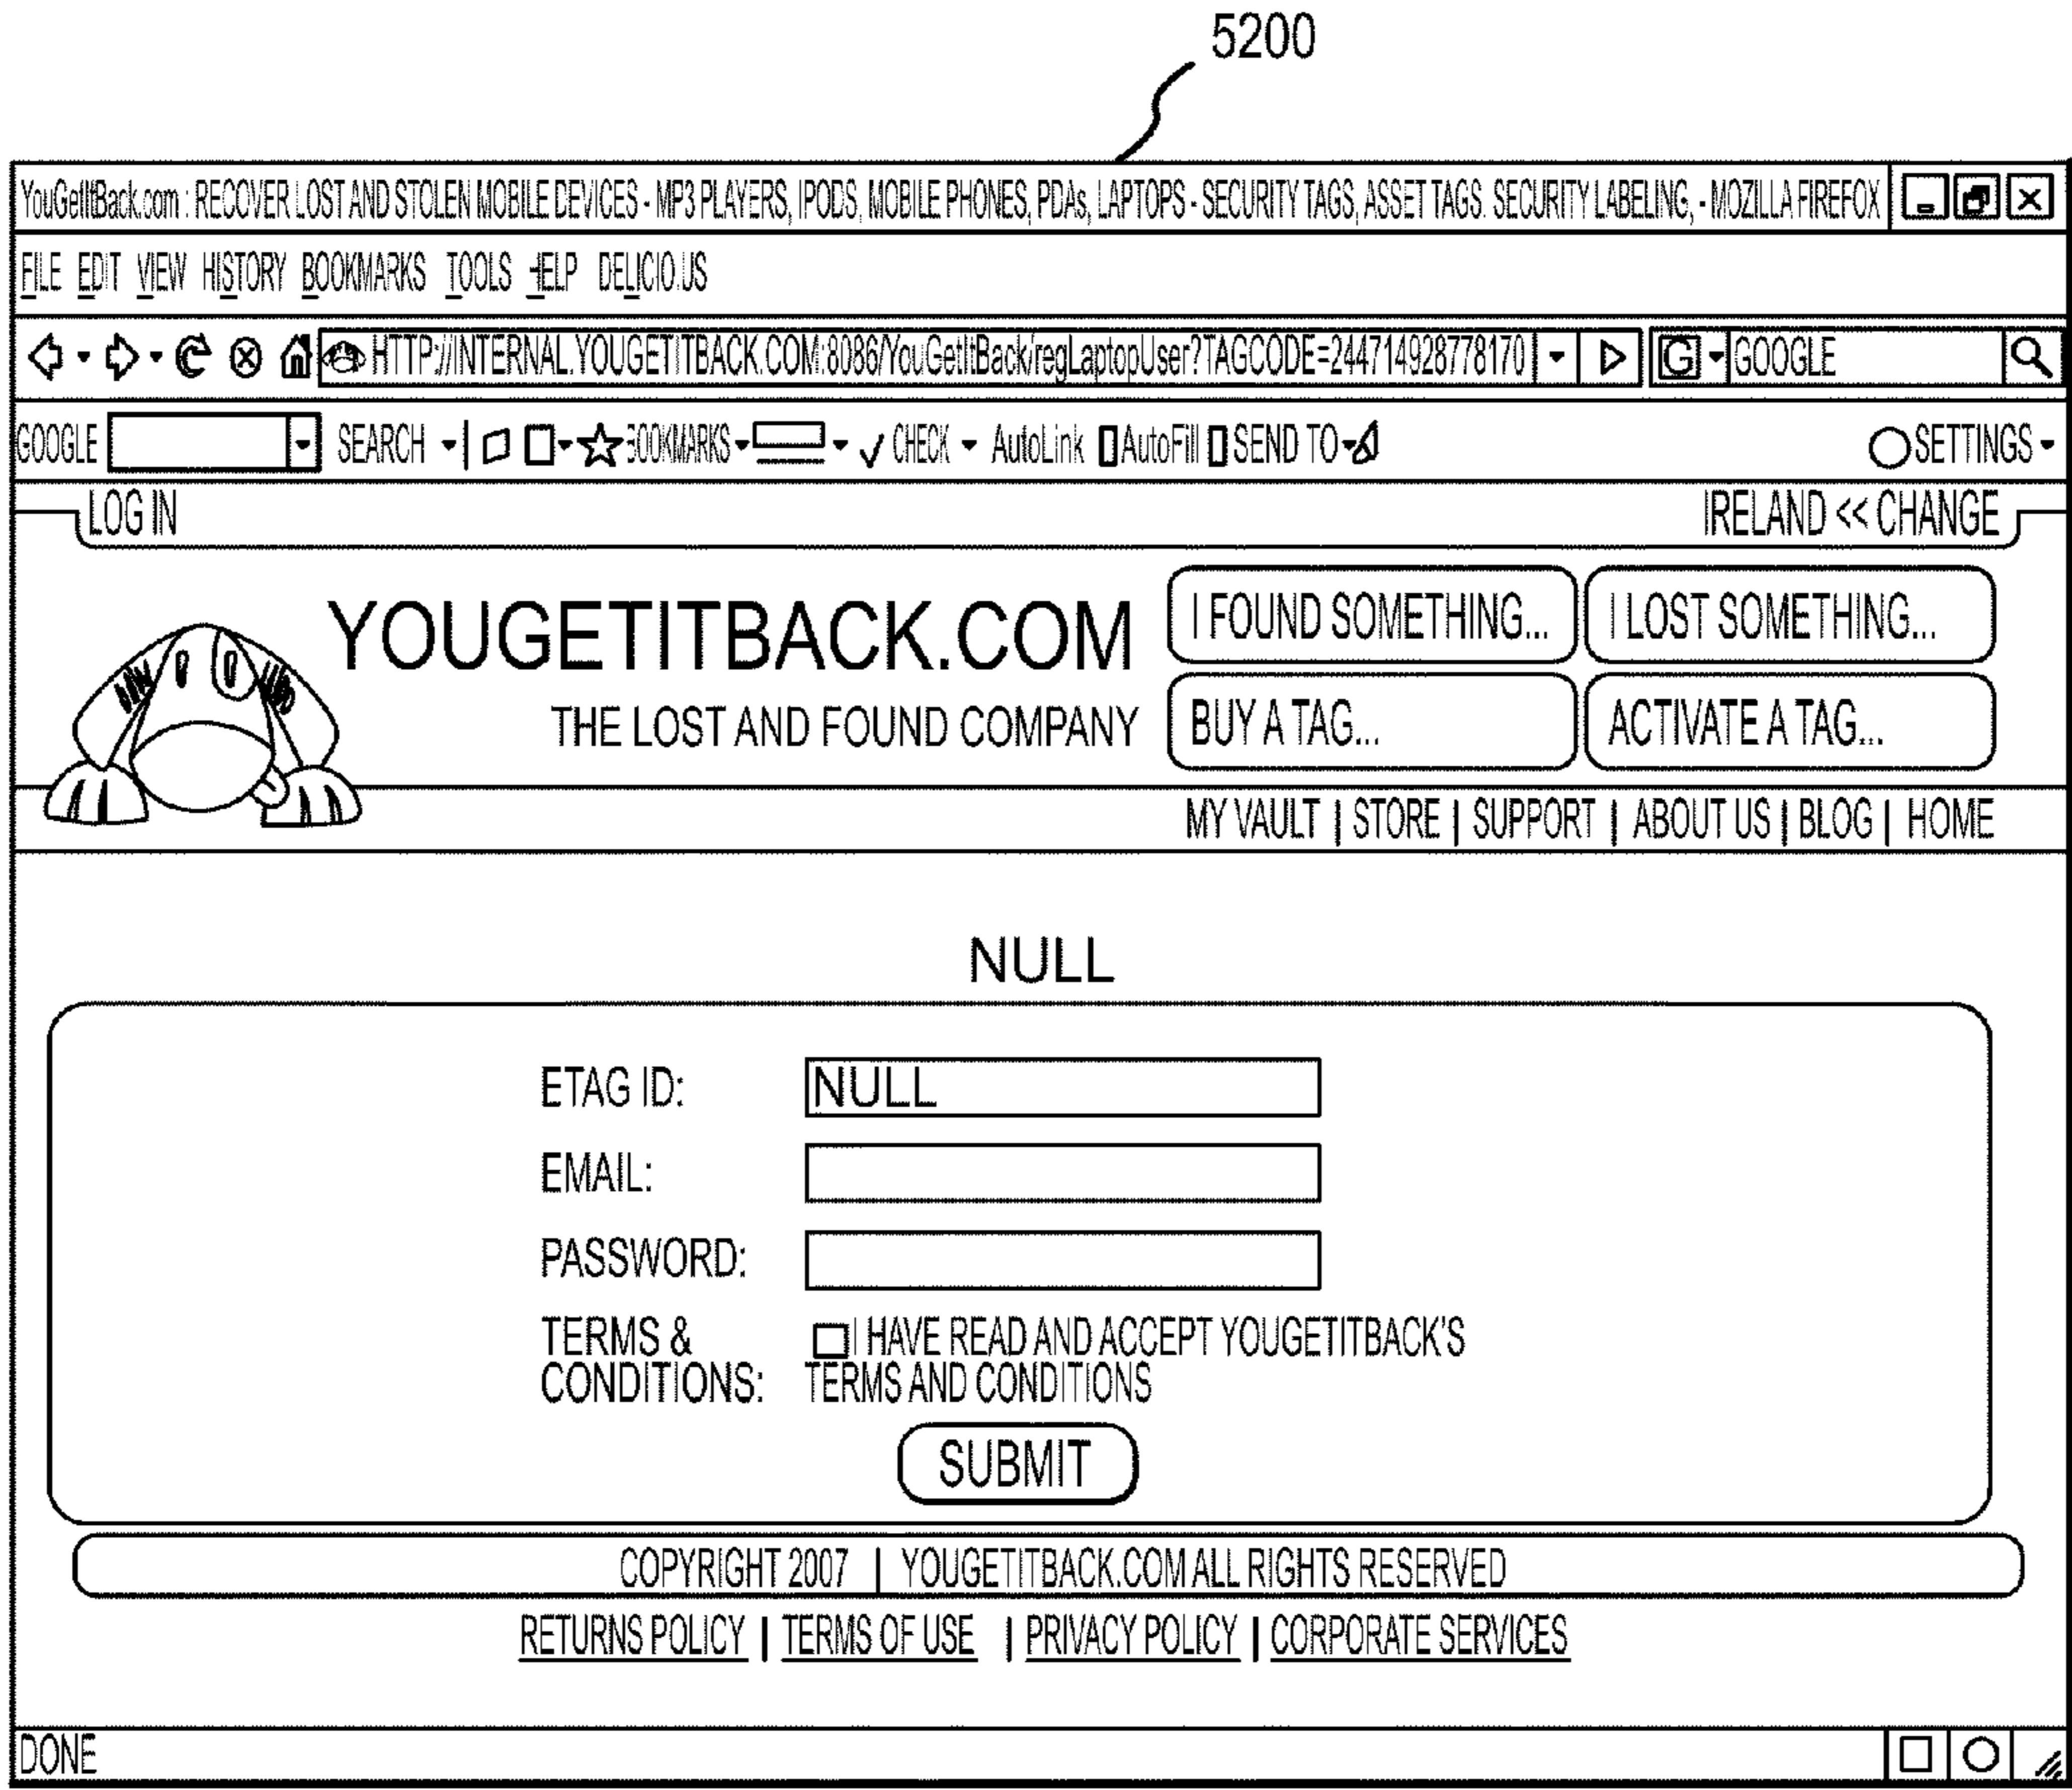 5200
YouGetItBack.com : RECOVER LOST AND STOLEN MOBILE DEVICES - MP3 PLAYERS, IPODS, MOBILE PHONES, PDAs, LAPTOPS - SECURITY TAGS, ASSET TAGS. SECURITY LABELING, - MOZILLA FIREFOX
FILE EDIT VIEW HISTORY BOOKMARKS TOOLS HELP DELICIO.US
HTTP://INTERNAL.YOUGETITBACK.COM:8086/YouGetItBack/regLaptopUser?TAGCODE=244714928778170 G GOOGLE
GOOGLE SEARCH BOOKMARKS CHECK AutoLink AutoFill SEND TO SETTINGS
LOG IN IRELAND << CHANGE
YOUGETITBACK.COM
THE LOST AND FOUND COMPANY
I FOUND SOMETHING... I LOST SOMETHING...
BUY A TAG... ACTIVATE A TAG...
MY VAULT | STORE | SUPPORT | ABOUT US | BLOG | HOME
NULL
ETAG ID: NULL
EMAIL:
PASSWORD:
TERMS & CONDITIONS: I HAVE READ AND ACCEPT YOUGETITBACK'S
TERMS AND CONDITIONS
SUBMIT
COPYRIGHT 2007 | YOUGETITBACK.COM ALL RIGHTS RESERVED
RETURNS POLICY | TERMS OF USE | PRIVACY POLICY | CORPORATE SERVICES
DONE